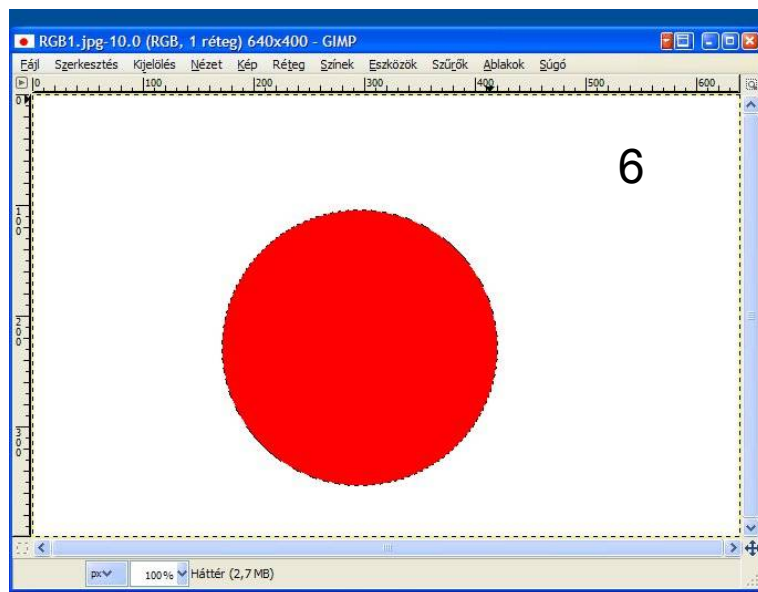 RGB1.jpg-10.0 (RGB, 1 réteg) 640x400 - GIMP
Fájl Szerkesztés Kijelölés Nézet Kép Réteg Színek Eszközök Szűrők Ablakok Súgó
0 100 200 300 400 500 600
0
100
200
300
6
px 100% Háttér (2,7 MB)